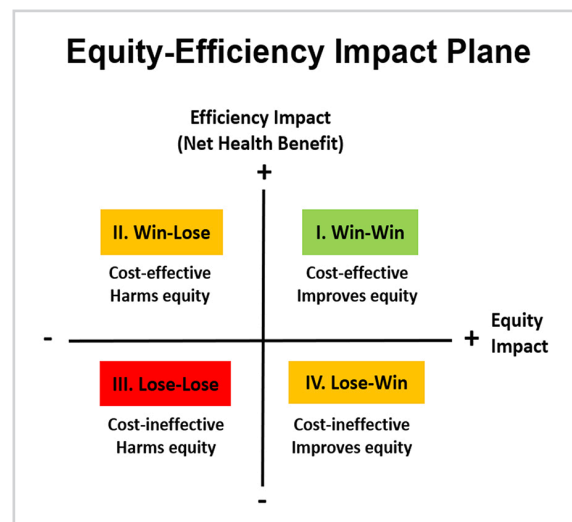 Equity-Efficiency Impact Plane
Efficiency Impact
(Net Health Benefit)
+
II. Win-Lose
I. Win-Win
Cost-effective
Harms equity
Cost-effective
Improves equity
-
+
Equity
Impact
III. Lose-Lose
IV. Lose-Win
Cost-ineffective
Harms equity
Cost-ineffective
Improves equity
-